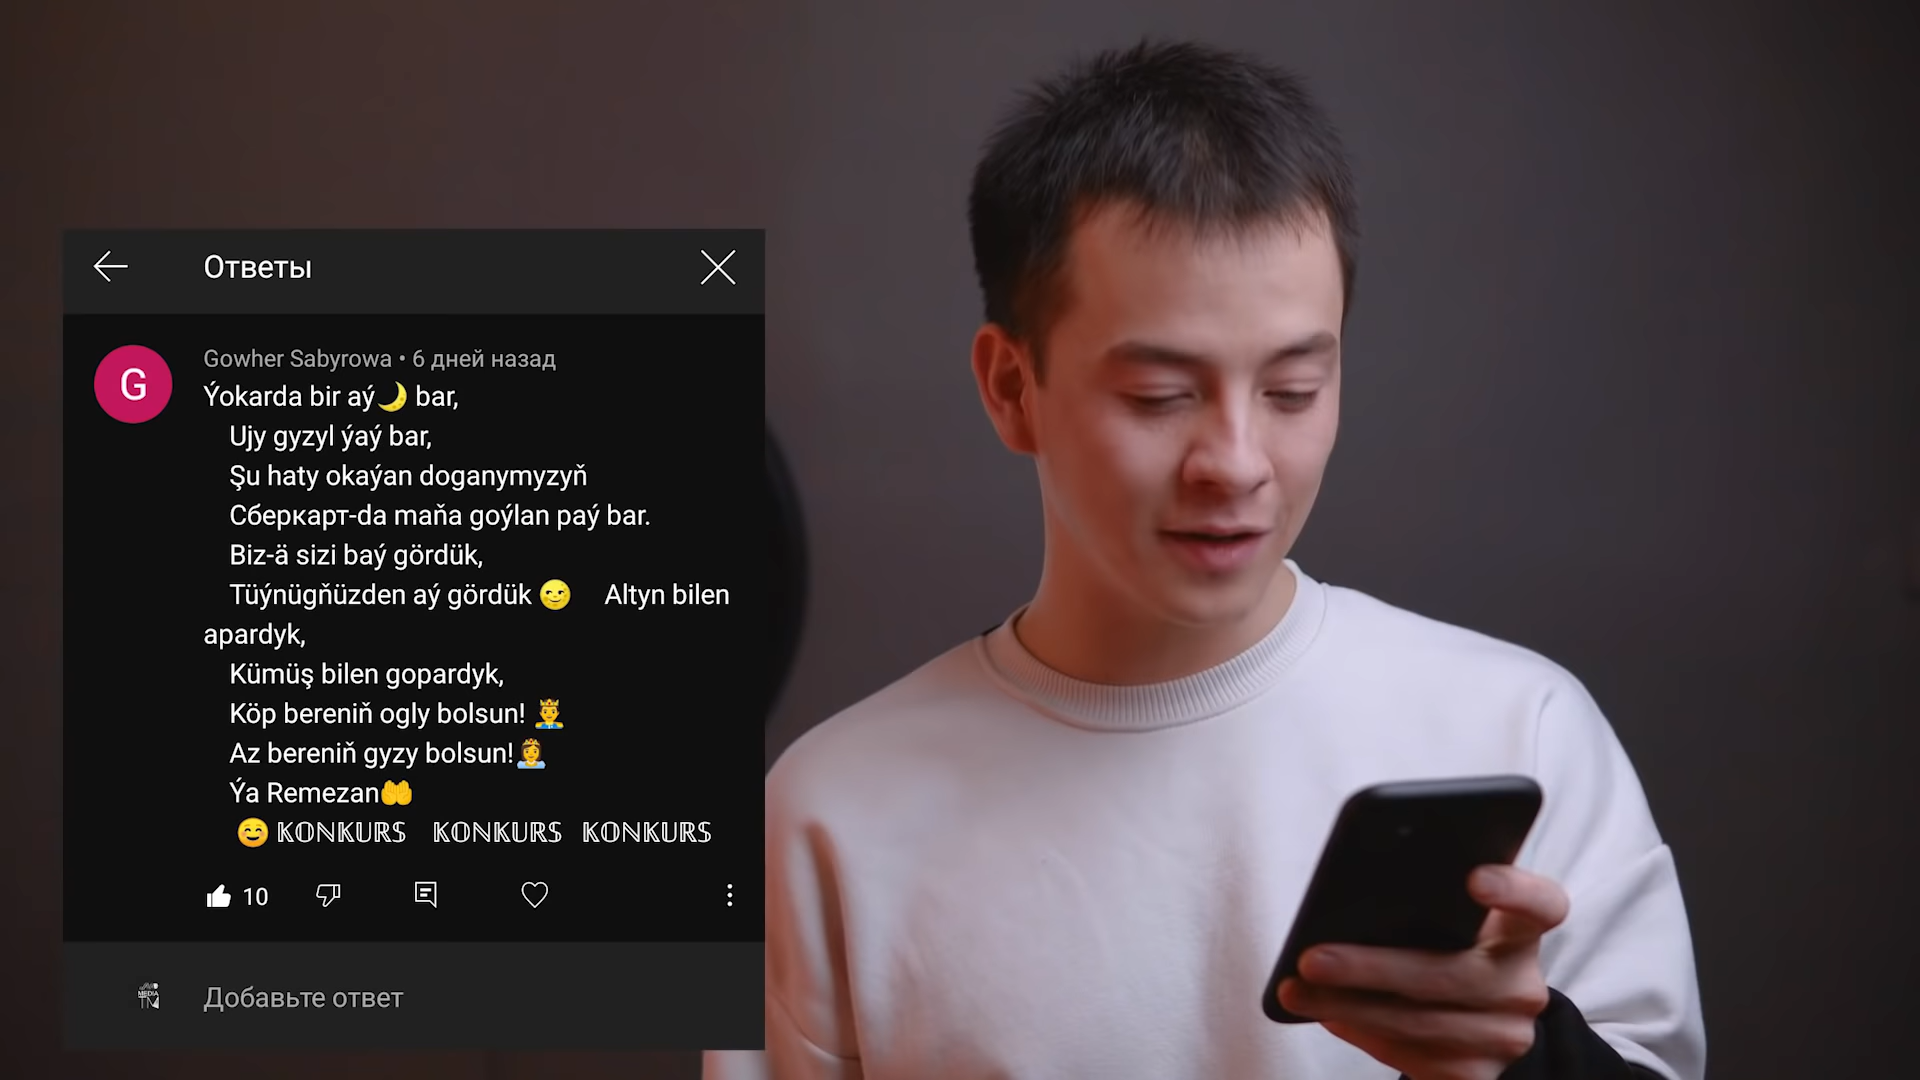 Ответы
G
Gowher Sabyrowa • 6 дней назад
Ýokarda bir aý🌙 bar,
Ujy gyzyl ýaý bar,
Şu haty okaýan doganymyzyň
Сберкарт-da maňa goýlan paý bar.
Biz-ä sizi baý gördük,
Tüýnügňüzden aý gördük 🌝 Altyn bilen
apardyk,
Kümüş bilen gopardyk,
Köp bereniň ogly bolsun! 🤴
Az bereniň gyzy bolsun!👸
Ýa Remezan🤲
😊 𝕂𝕆ℕ𝕂𝕌ℝ𝕊 𝕂𝕆ℕ𝕂𝕌ℝ𝕊 𝕂𝕆ℕ𝕂𝕌ℝ𝕊
10
MEDIA
Добавьте ответ